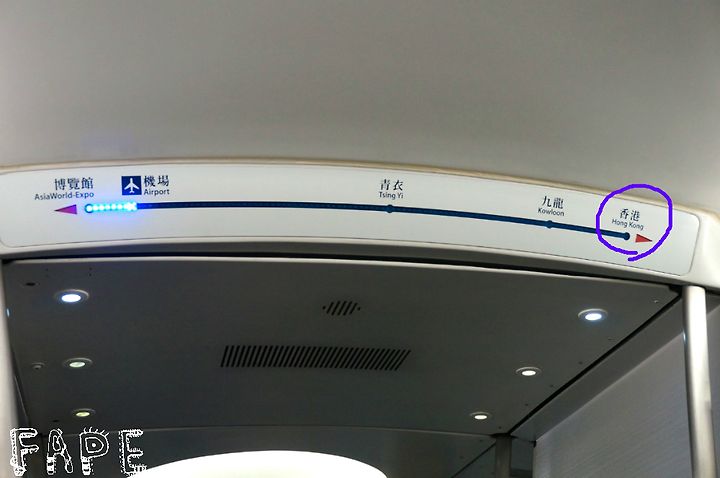 博覽館
AsiaWorld-Expo
機場
Airport
青衣
Tsing Yi
九龍
Kowloon
香港
Hong Kong
FAPE